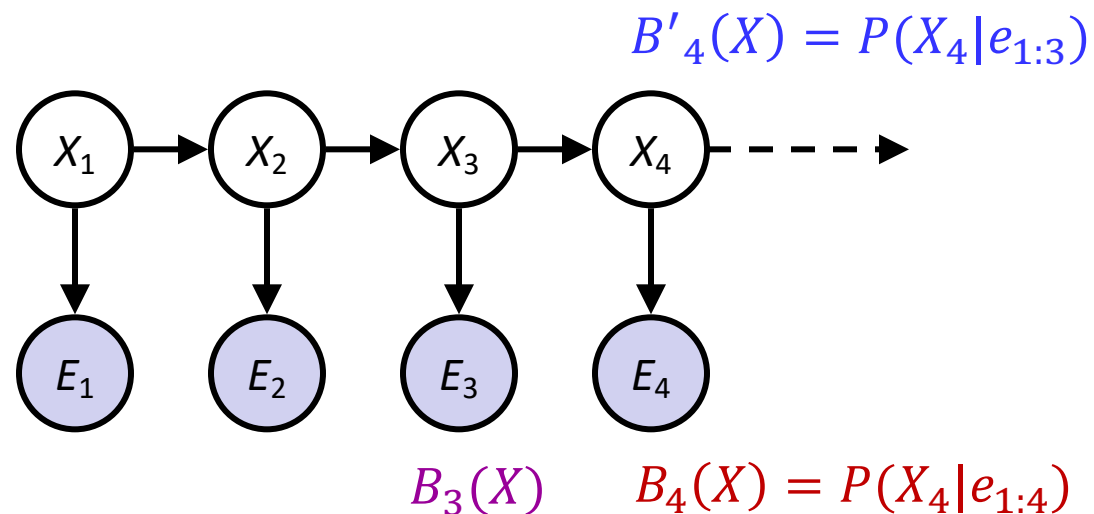 B′₄(X) = P(X₄|e₁:₃)
X₁ X₂ X₃ X₄
E₁ E₂ E₃ E₄
B₃(X) B₄(X) = P(X₄|e₁:₄)